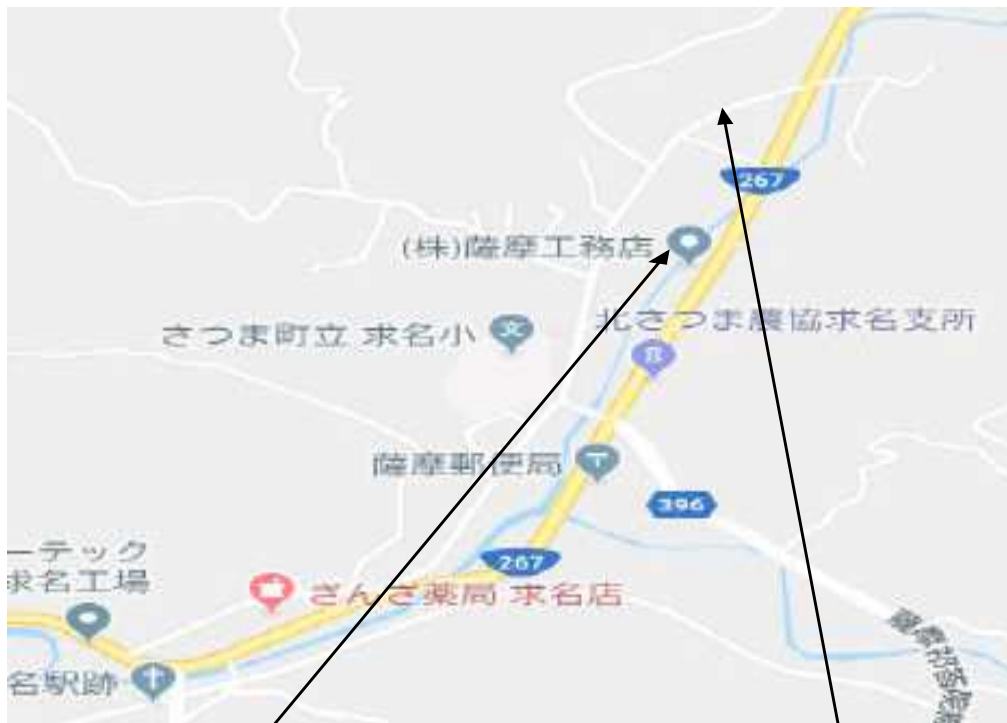 267
(株)薩摩工務店
さつま町立 求名小
北さつま農協求名支所
薩摩郵便局
396
ーテック
求名工場
267
ざんざ薬局 求名店
名駅跡